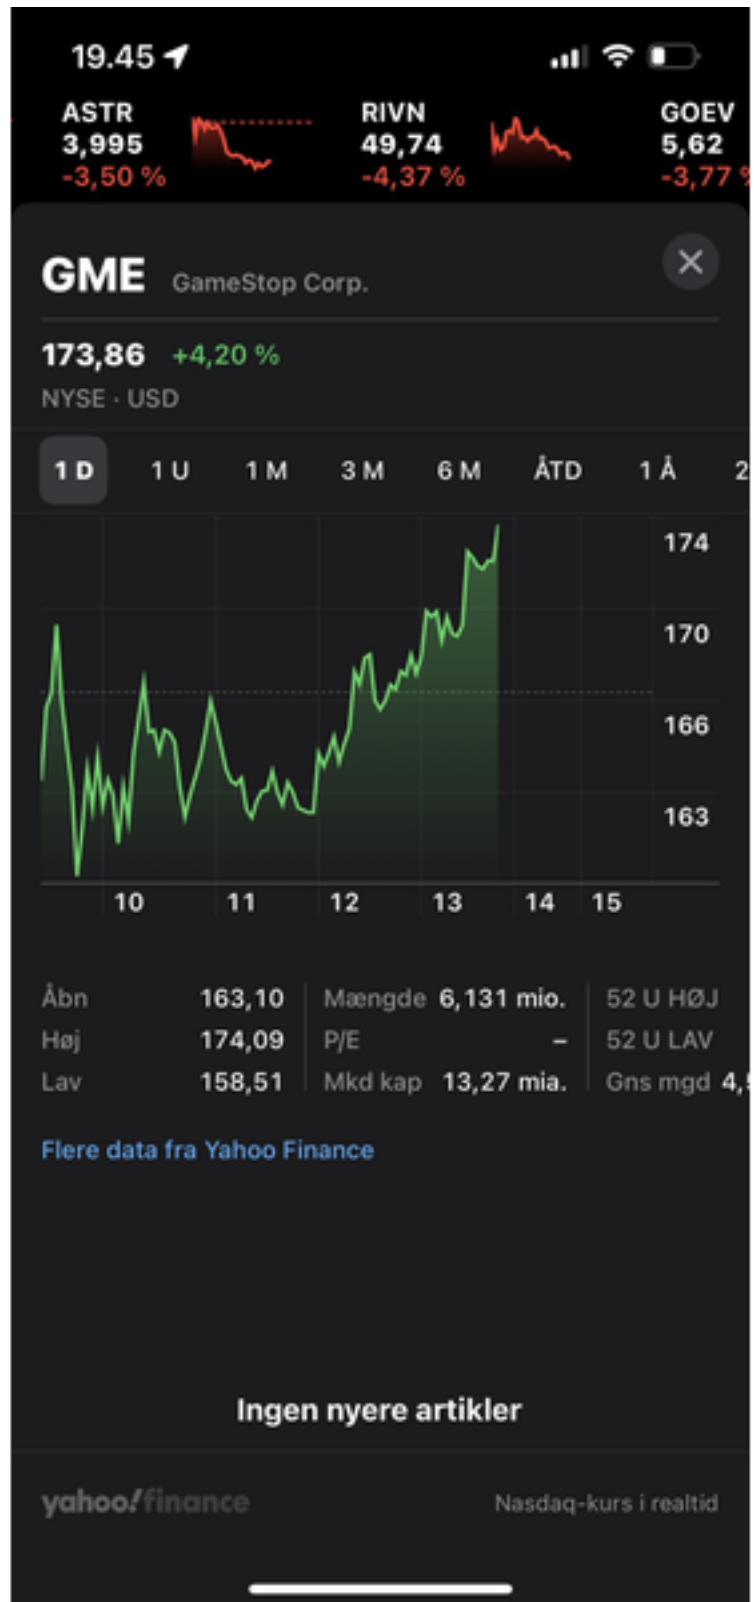 19.45
ASTR
3,995
-3,50 %
RIVN
49,74
-4,37 %
GOEV
5,62
-3,77 %
GME GameStop Corp.
173,86 +4,20 %
NYSE · USD
1 D 1 U 1 M 3 M 6 M ÅTD 1 Å 2
174
170
166
163
10 11 12 13 14 15
Åbn 163,10 Mængde 6,131 mio. 52 U HØJ
Høj 174,09 P/E – 52 U LAV
Lav 158,51 Mkd kap 13,27 mia. Gns mgd 4,
Flere data fra Yahoo Finance
Ingen nyere artikler
yahoo!finance Nasdaq-kurs i realtid